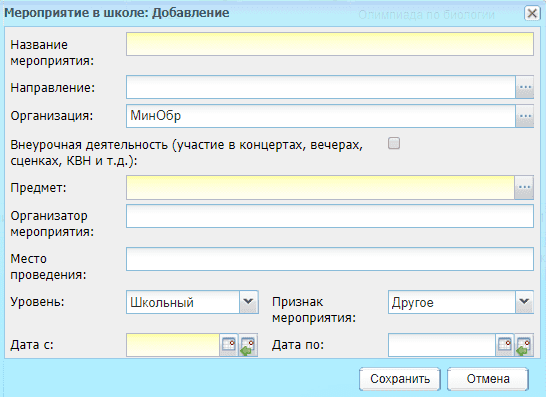 Мероприятие в школе: Добавление
Олимпиада по биологии
Название
мероприятия:
Направление:
Организация: МинОбр
Внеурочная деятельность (участие в концертах, вечерах,
сценках, КВН и т.д.):
Предмет:
Организатор
мероприятия:
Место
проведения:
Уровень: Школьный Признак
мероприятия: Другое
Дата с: Дата по:
Сохранить Отмена